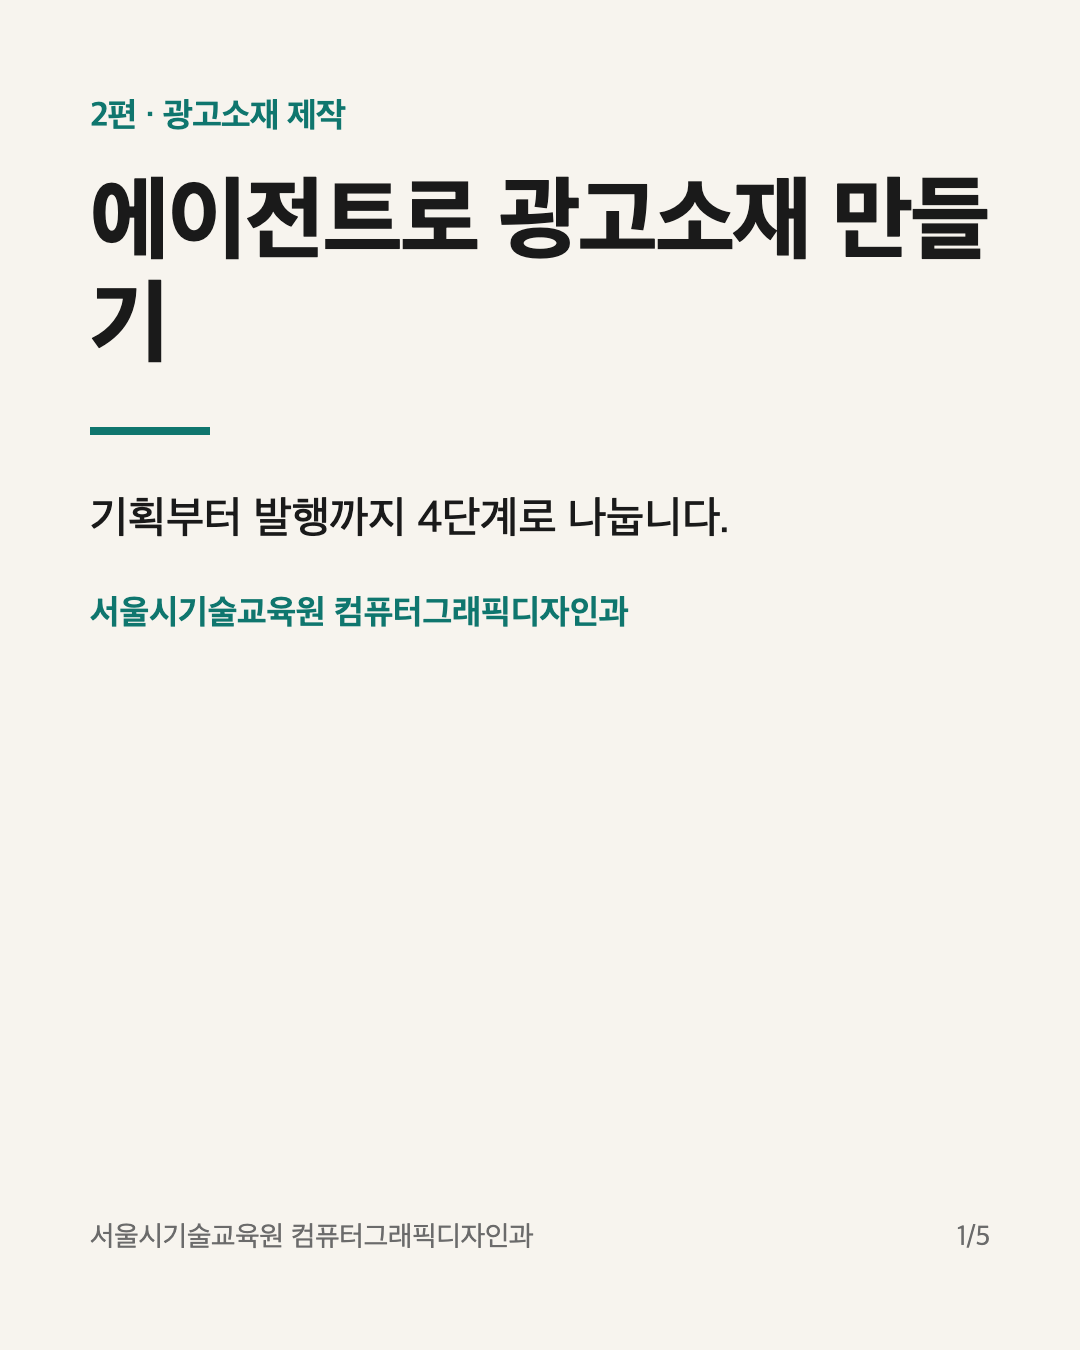 2편 · 광고소재 제작
에이전트로 광고소재 만들
기
기획부터 발행까지 4단계로 나눕니다.
서울시기술교육원 컴퓨터그래픽디자인과
서울시기술교육원 컴퓨터그래픽디자인과
1/5